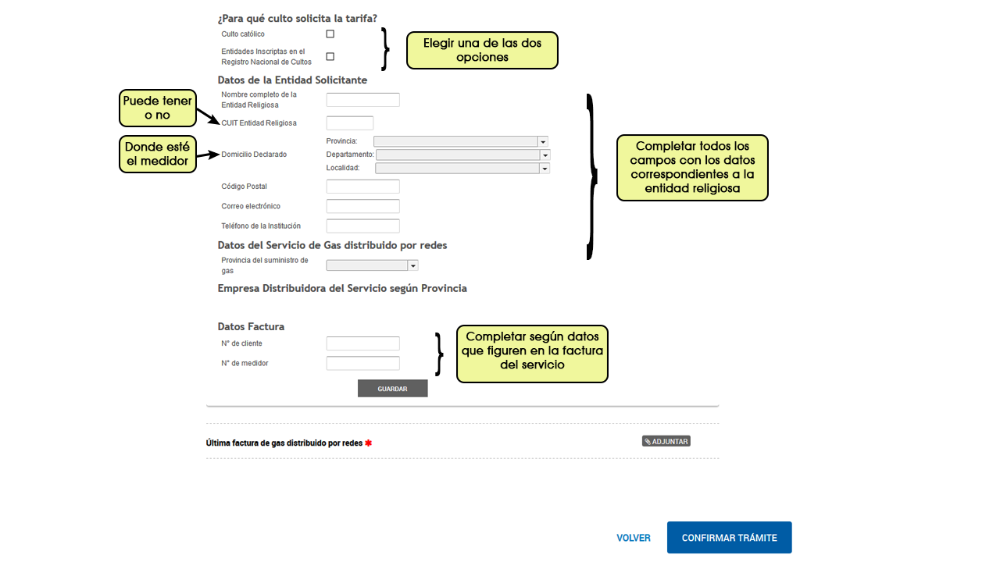 ¿Para qué culto solicita la tarifa?
Culto católico
Entidades Inscriptas en el
Registro Nacional de Cultos
Elegir una de las dos
opciones
Datos de la Entidad Solicitante
Nombre completo de la
Entidad Religiosa
Puede tener
o no
CUIT Entidad Religiosa
Donde esté
el medidor
Domicilio Declarado
Provincia:
Departamento:
Localidad:
Completar todos los
campos con los datos
correspondientes a la
entidad religiosa
Código Postal
Correo electrónico
Teléfono de la Institución
Datos del Servicio de Gas distribuido por redes
Provincia del suministro de
gas
Empresa Distribuidora del Servicio según Provincia
Datos Factura
N° de cliente
N° de medidor
Completar según datos
que figuren en la factura
del servicio
GUARDAR
Última factura de gas distribuido por redes ✱
ADJUNTAR
VOLVER
CONFIRMAR TRÁMITE